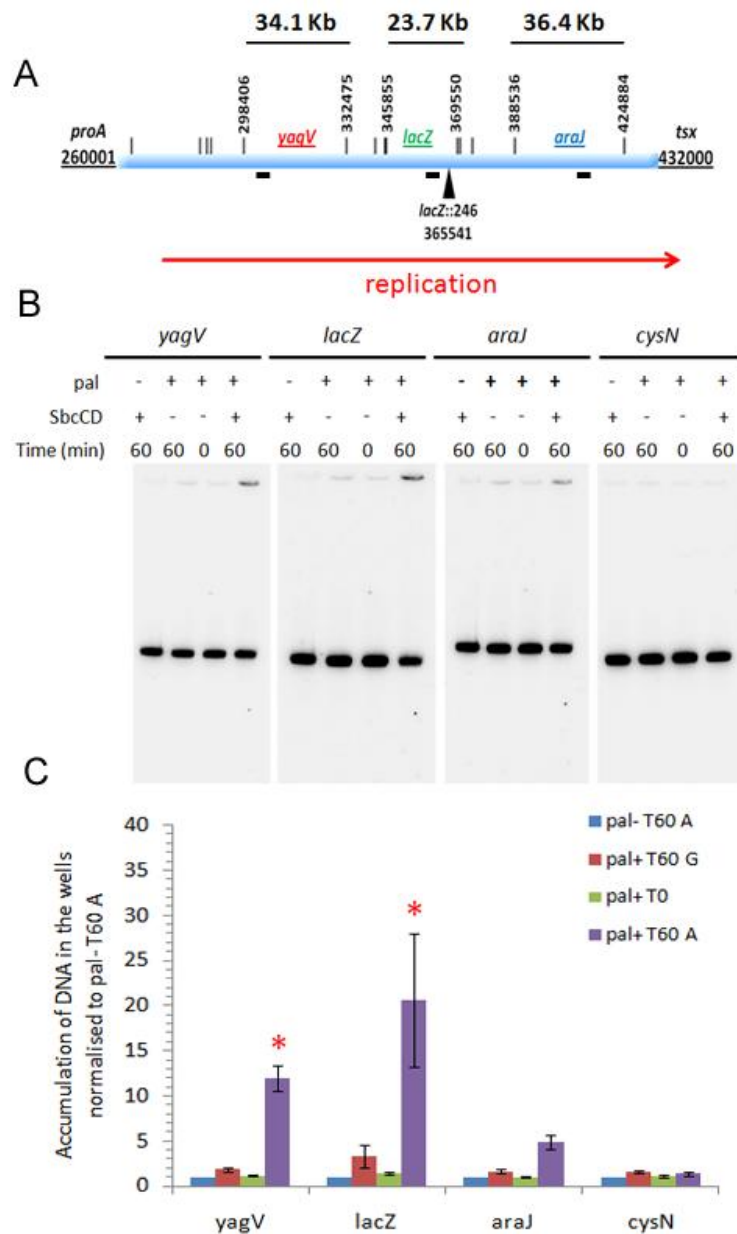 34.1 Kb 23.7 Kb 36.4 Kb
A
298406 332475 345855 369550 388536 424884
proA yagV lacZ araJ tsx
260001 432000
lacZ::246
365541
replication
B
yagV lacZ araJ cysN
pal - + + + - + + + - + + + - + + +
SbcCD + - - + + - - + + - - + + - - +
Time (min) 60 60 0 60 60 60 0 60 60 60 0 60 60 60 0 60
C
Accumulation of DNA in the wells
normalised to pal- T60 A
40
35
30
25
20
15
10
5
0
* *
pal- T60 A
pal+ T60 G
pal+ T0
pal+ T60 A
yagV lacZ araJ cysN